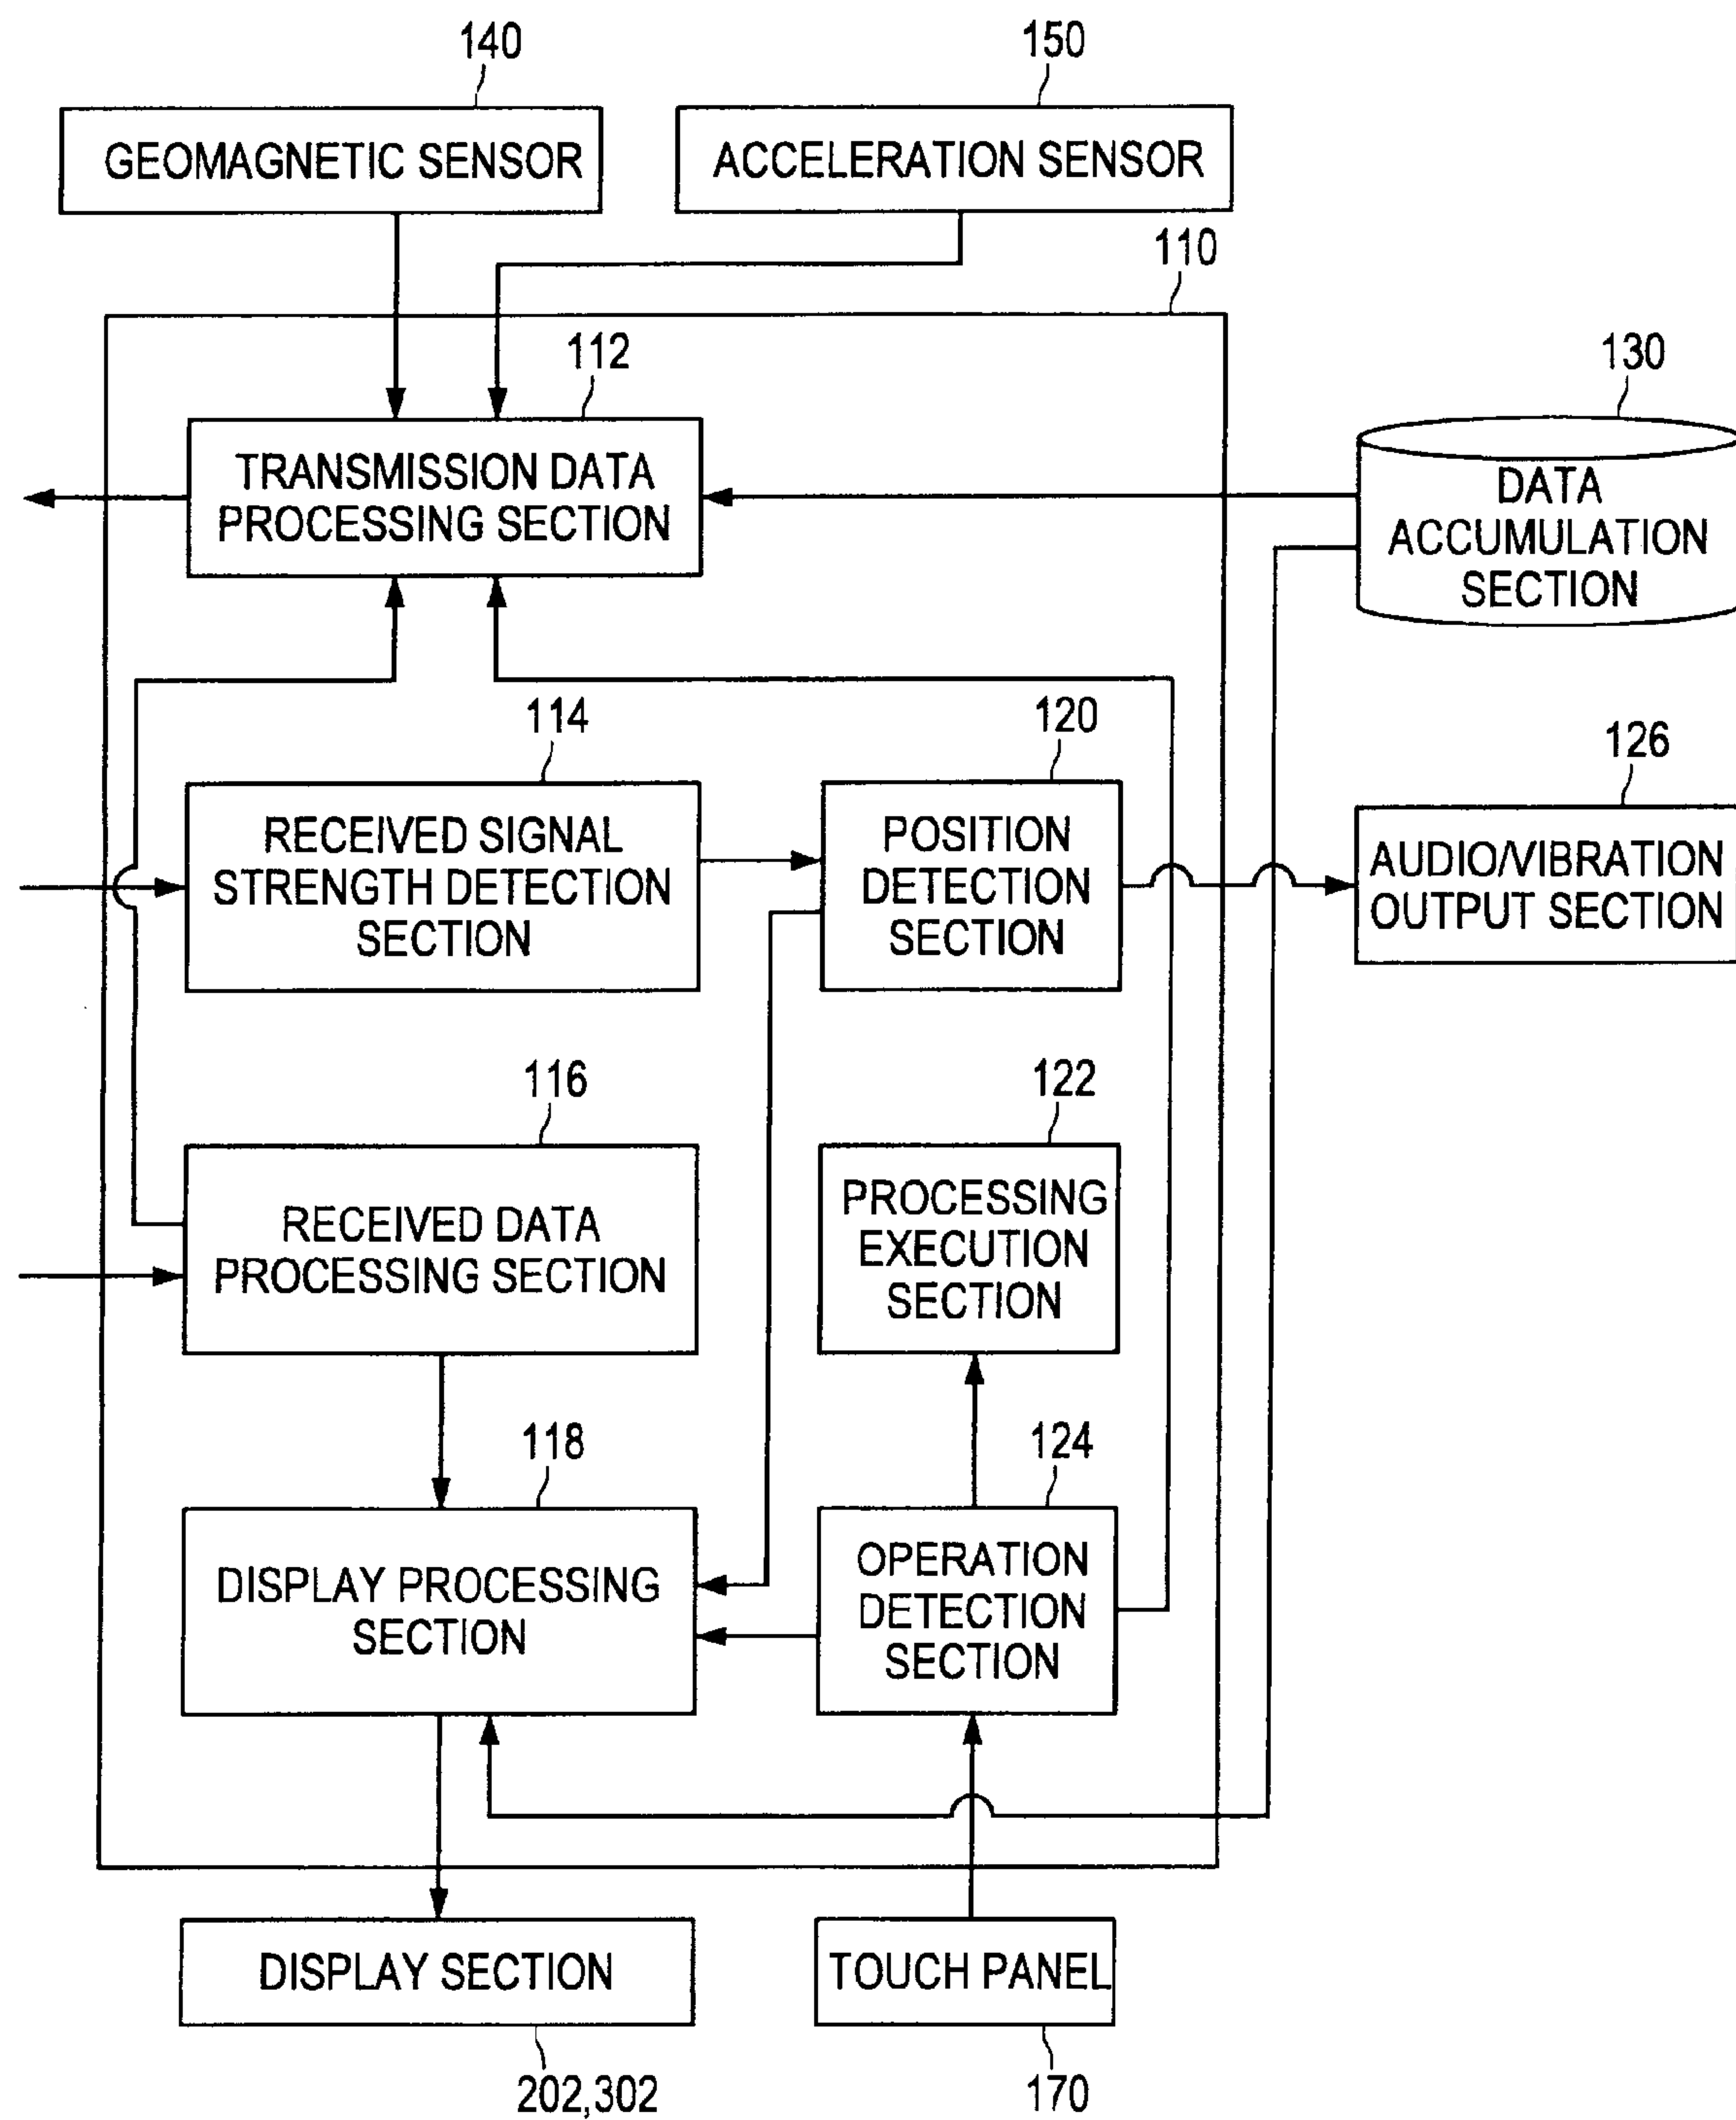 140
150
GEOMAGNETIC SENSOR
ACCELERATION SENSOR
110
112
130
TRANSMISSION DATA
PROCESSING SECTION
DATA
ACCUMULATION
SECTION
114
120
126
RECEIVED SIGNAL
STRENGTH DETECTION
SECTION
POSITION
DETECTION
SECTION
AUDIO/VIBRATION
OUTPUT SECTION
116
122
RECEIVED DATA
PROCESSING SECTION
PROCESSING
EXECUTION
SECTION
118
124
DISPLAY PROCESSING
SECTION
OPERATION
DETECTION
SECTION
DISPLAY SECTION
TOUCH PANEL
202,302
170